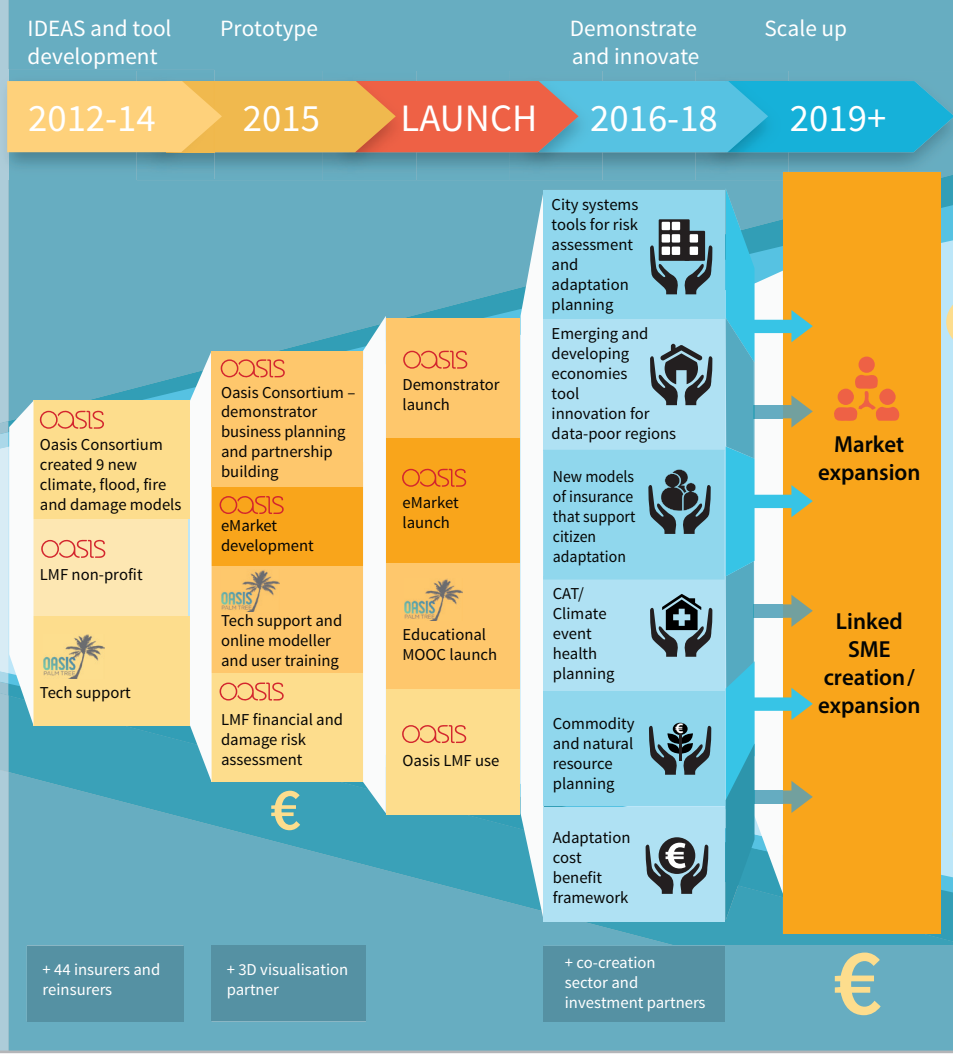 IDEAS and tool
development
Prototype
Demonstrate
and innovate
Scale up
2012-14
2015
LAUNCH
2016-18
2019+
OASIS
Oasis Consortium
created 9 new
climate, flood, fire
and damage models
OASIS
LMF non-profit
OASIS
PALM TREE
Tech support
+ 44 insurers and
reinsurers
OASIS
Oasis Consortium –
demonstrator
business planning
and partnership
building
OASIS
eMarket
development
OASIS
PALM TREE
Tech support and
online modeller
and user training
OASIS
LMF financial and
damage risk
assessment
€
+ 3D visualisation
partner
OASIS
Demonstrator
launch
OASIS
eMarket
launch
OASIS
PALM TREE
Educational
MOOC launch
OASIS
Oasis LMF use
City systems
tools for risk
assessment
and
adaptation
planning
Emerging and
developing
economies
tool
innovation for
data-poor regions
New models
of insurance
that support
citizen
adaptation
CAT/
Climate
event
health
planning
Commodity
and natural
resource
planning
€
Adaptation
cost
benefit
framework
€
+ co-creation
sector and
investment partners
Market
expansion
Linked
SME
creation/
expansion
€